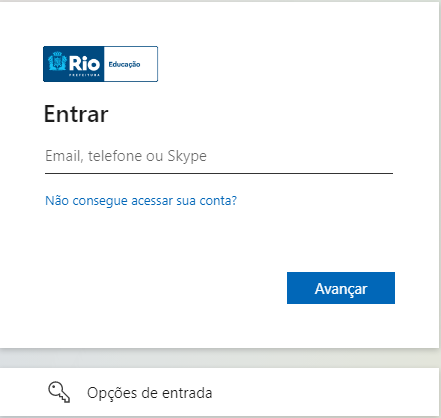 Rio
PREFEITURA
Educação
Entrar
Email, telefone ou Skype
Não consegue acessar sua conta?
Avançar
Opções de entrada